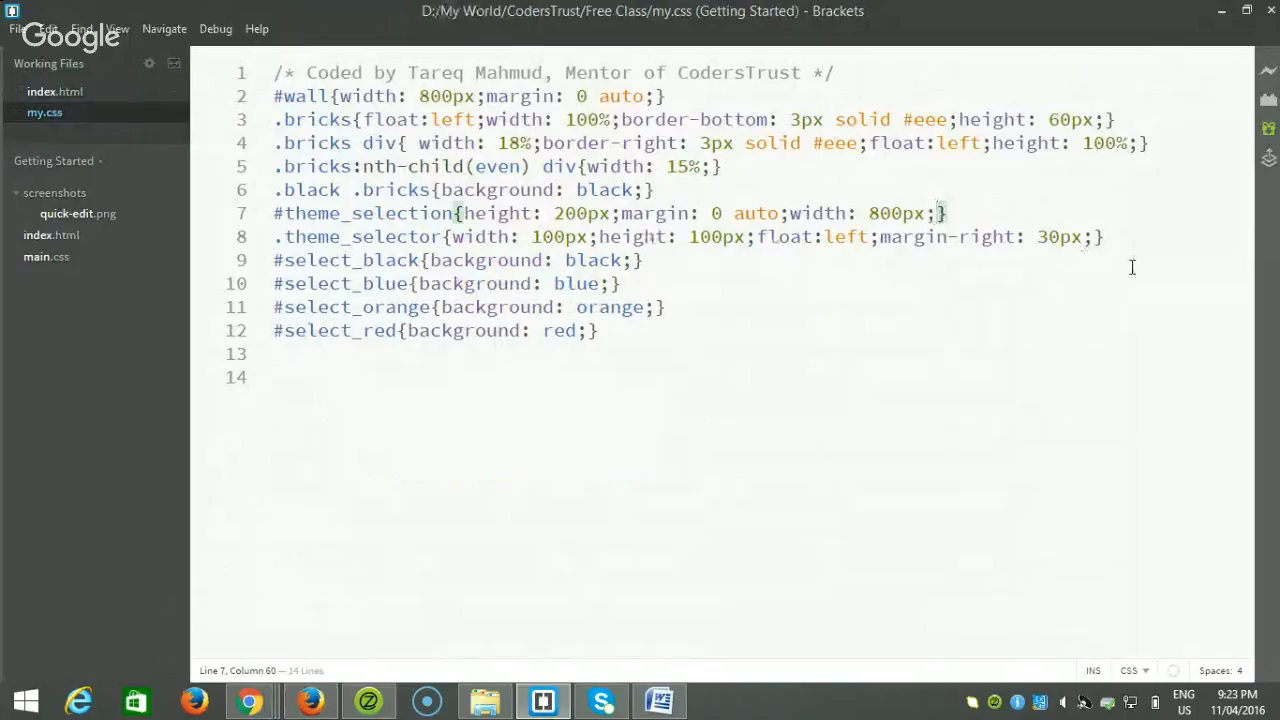 D:/My World/CodersTrust/Free Class/my.css (Getting Started) - Brackets
File Edit Find View Navigate Debug Help
Google
Working Files
index.html
my.css
Getting Started
screenshots
quick-edit.png
index.html
main.css
1 /* Coded by Tareq Mahmud, Mentor of CodersTrust */
2 #wall{width: 800px;margin: 0 auto;}
3 .bricks{float:left;width: 100%;border-bottom: 3px solid #eee;height: 60px;}
4 .bricks div{ width: 18%;border-right: 3px solid #eee;float:left;height: 100%;}
5 .bricks:nth-child(even) div{width: 15%;}
6 .black .bricks{background: black;}
7 #theme_selection{height: 200px;margin: 0 auto;width: 800px;}
8 .theme_selector{width: 100px;height: 100px;float:left;margin-right: 30px;}
9 #select_black{background: black;}
10 #select_blue{background: blue;}
11 #select_orange{background: orange;}
12 #select_red{background: red;}
13
14
Line 7, Column 60 — 14 Lines
INS CSS Spaces: 4
ENG 9:23 PM
US 11/04/2016